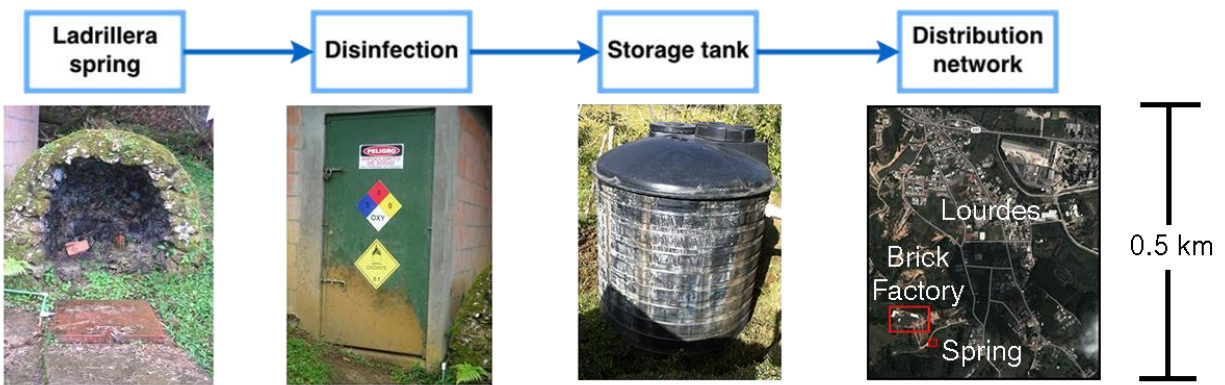 Ladrillera
spring
Disinfection
Storage tank
Distribution
network
PELIGRO
OXY
Lourdes
Brick
Factory
Spring
0.5 km